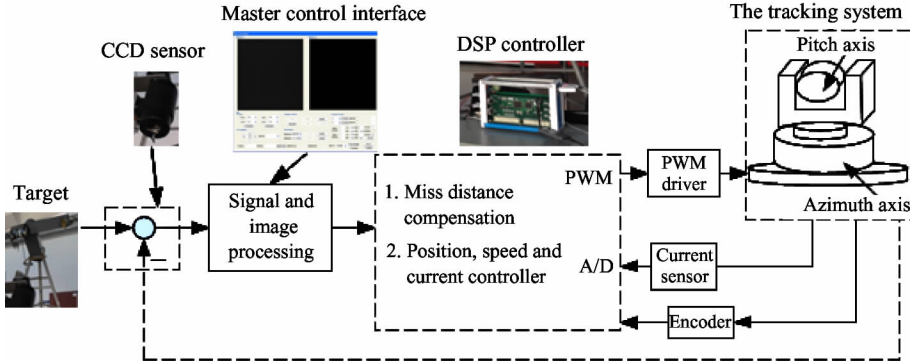 Master control interface
The tracking system
CCD sensor
DSP controller
Pitch axis
Target
Signal and
image
processing
1. Miss distance
compensation
2. Position, speed and
current controller
PWM
A/D
PWM
driver
Azimuth axis
Current
sensor
Encoder